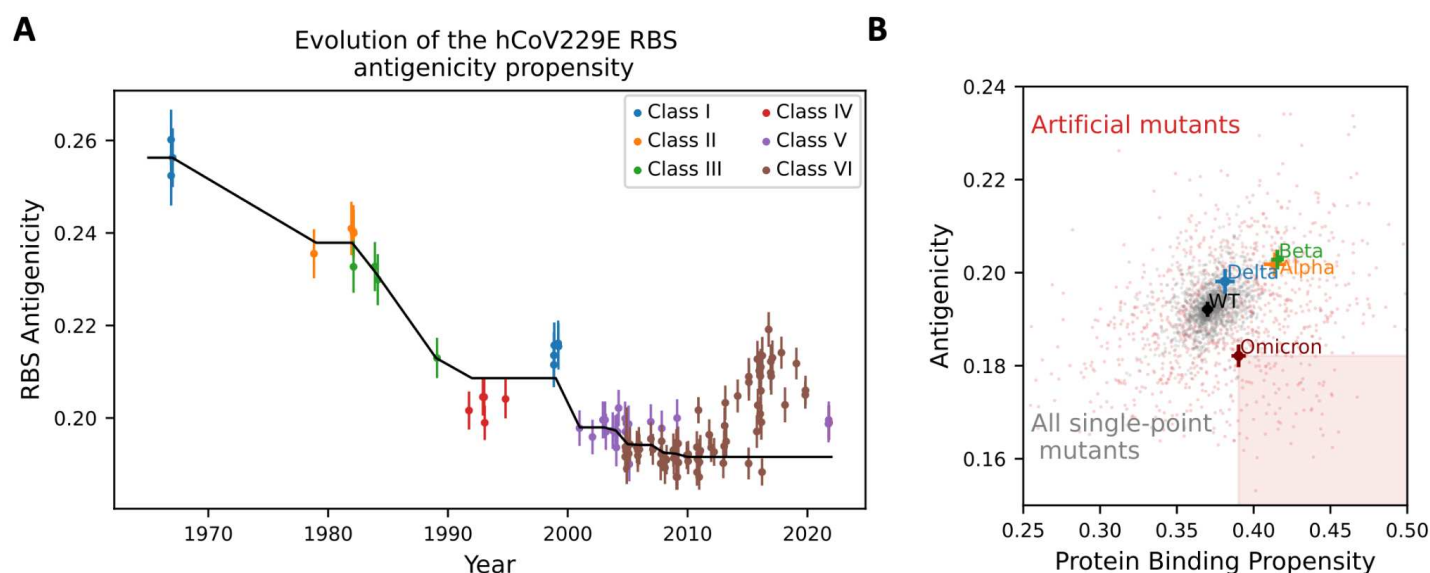 A
Evolution of the hCoV229E RBS
antigenicity propensity
RBS Antigenicity
0.26
0.24
0.22
0.20
Class I
Class II
Class III
Class IV
Class V
Class VI
1970
1980
1990
2000
2010
2020
Year
B
Antigenicity
0.24
0.22
0.20
0.18
0.16
Artificial mutants
Beta
Alpha
Delta
WT
Omicron
All single-point
mutants
0.25
0.30
0.35
0.40
0.45
0.50
Protein Binding Propensity